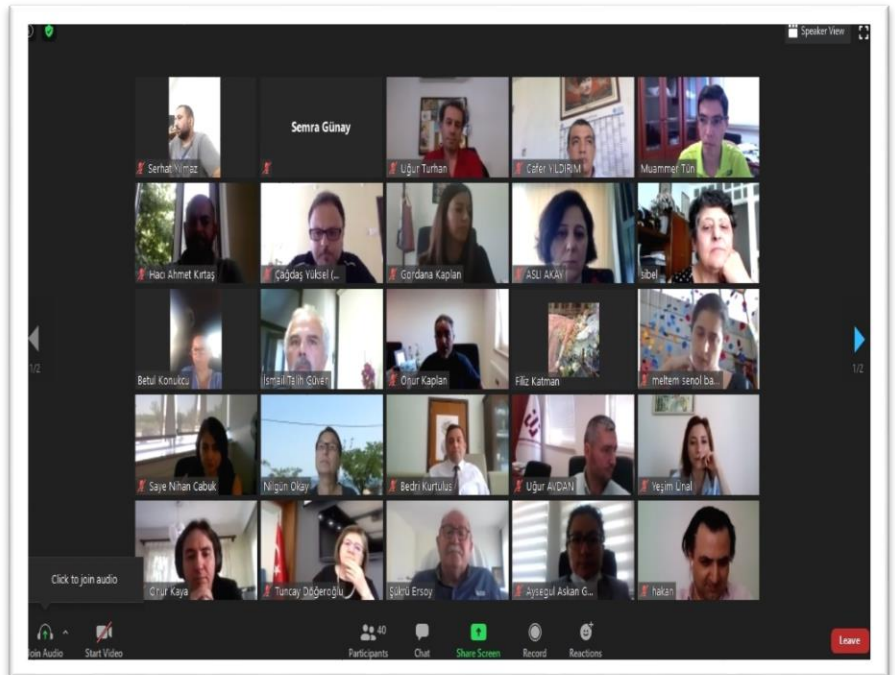 Speaker View
Serhat Yılmaz
Semra Günay
Uğur Turhan
Cafer YILDIRIM
Muammer Tün
Hacı Ahmet Kırtaş
Çağdaş Yüksel (...
Gordana Kaplan
ASLI AKAY
sibel
1/2
1/2
Betul Konukcu
İsmail Talih Güven
Onur Kaplan
Filiz Katman
meltem senol ba...
Saye Nihan Cabuk
Nilgün Okay
Bedri Kurtulus
Uğur AVDAN
Yeşim Ünal
Click to join audio
Onur Kaya
Tuncay Döğeroğlu
Şükrü Ersoy
Aysegul Askan G...
hakan
Join Audio
Start Video
40
Participants
Chat
Share Screen
Record
Reactions
Leave